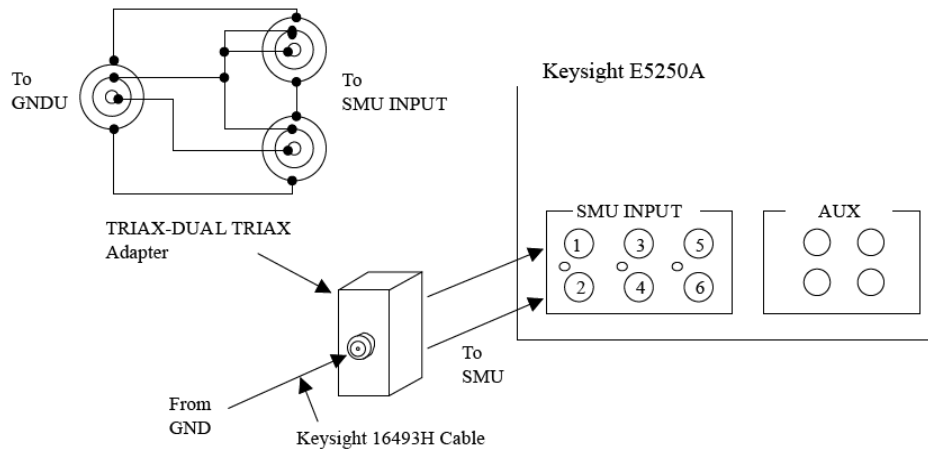 To
GNDU
To
SMU INPUT
Keysight E5250A
TRIAX-DUAL TRIAX
Adapter
SMU INPUT
AUX
1 3 5
2 4 6
To
SMU
From
GND
Keysight 16493H Cable